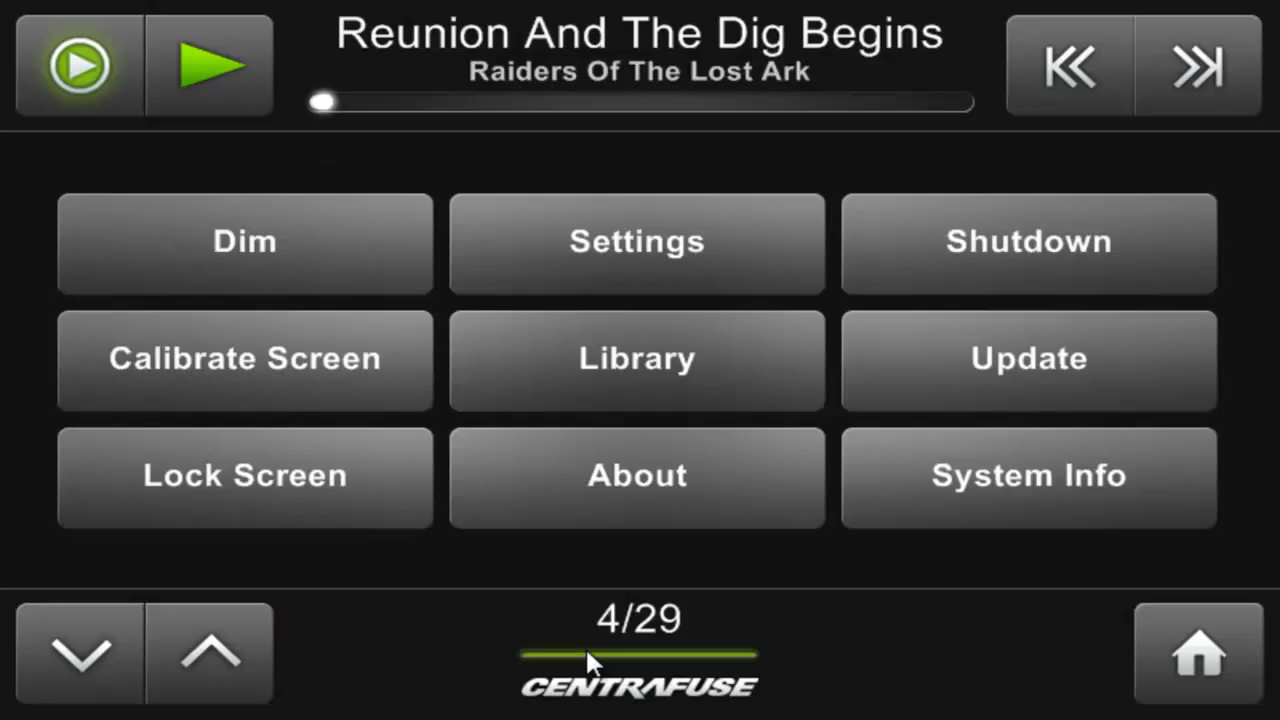 Reunion And The Dig Begins
Raiders Of The Lost Ark
Dim
Settings
Shutdown
Calibrate Screen
Library
Update
Lock Screen
About
System Info
4/29
CENTRAFUSE